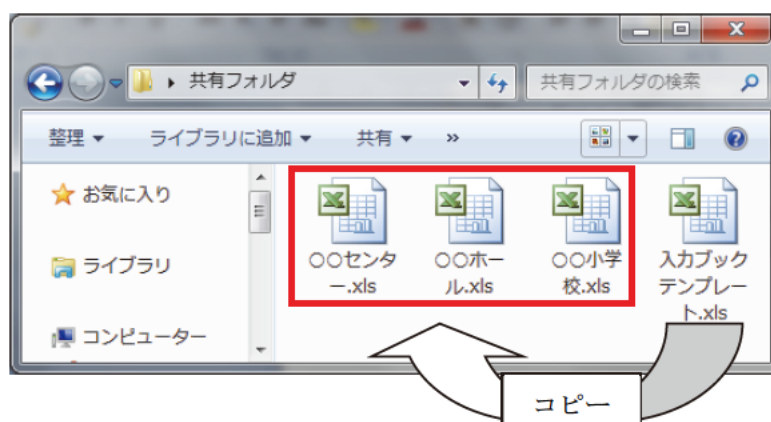 共有フォルダ
共有フォルダの検索
整理
ライブラリに追加
共有
»
お気に入り
ライブラリ
コンピューター
○○センタ
ー.xls
○○ホー
ル.xls
○○小学
校.xls
入力ブック
テンプレー
ト.xls
コピー